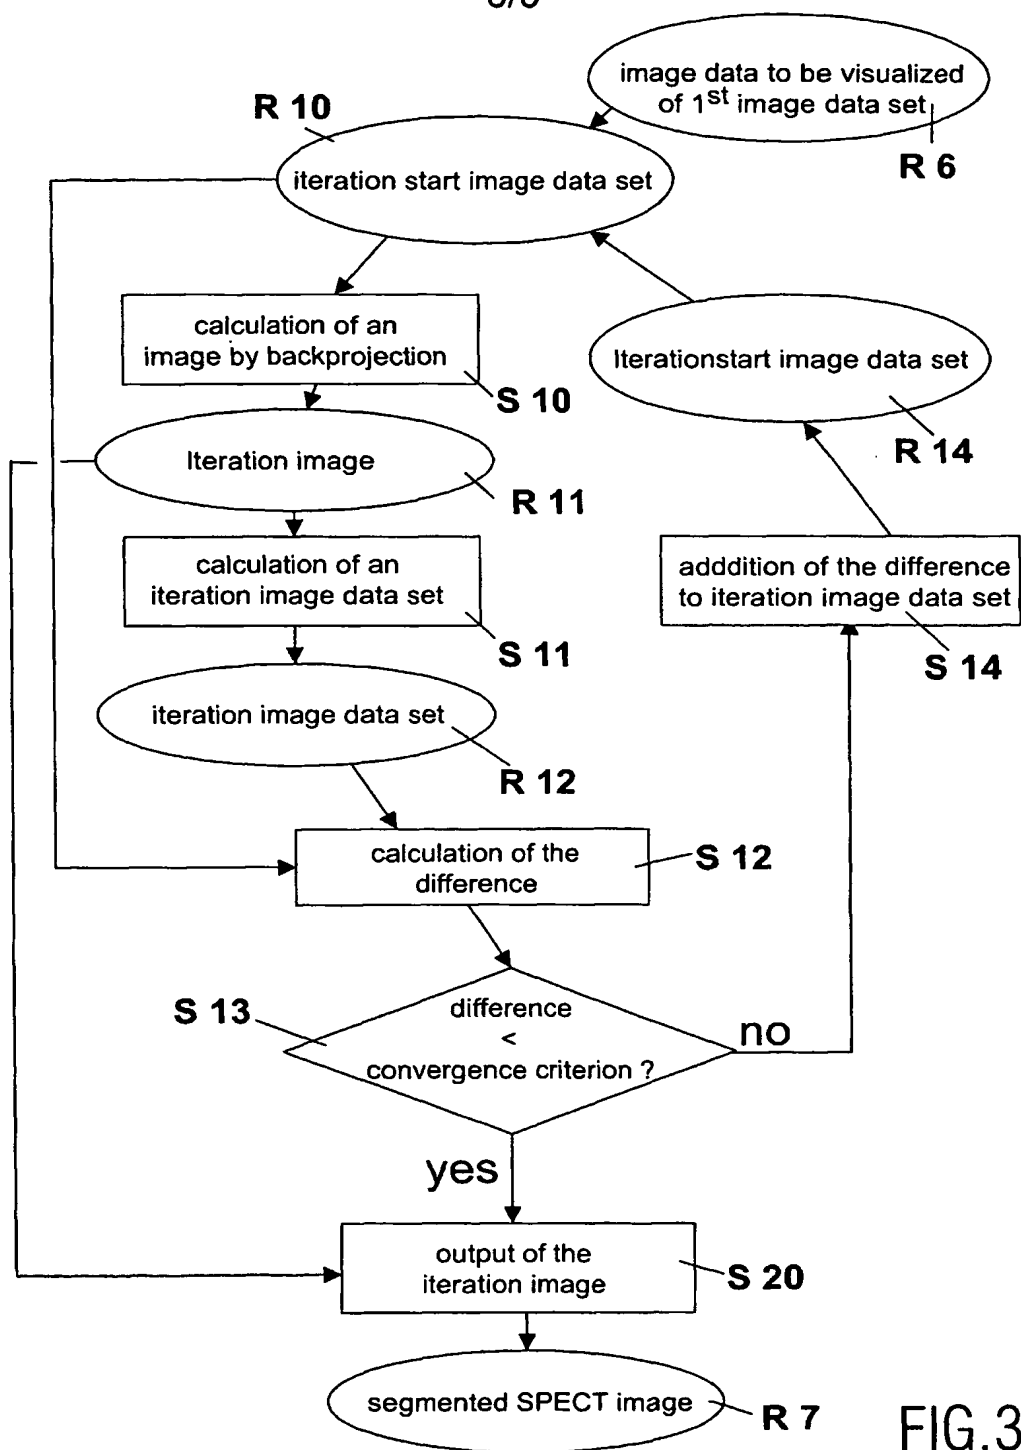 image data to be visualized
of 1st image data set
R 6
R 10
iteration start image data set
calculation of an
image by backprojection
S 10
Iteration image
R 11
calculation of an
iteration image data set
S 11
iteration image data set
R 12
calculation of the
difference
S 12
S 13
difference
<
convergence criterion ?
no
yes
Iterationstart image data set
R 14
adddition of the difference
to iteration image data set
S 14
output of the
iteration image
S 20
segmented SPECT image
R 7
FIG.3